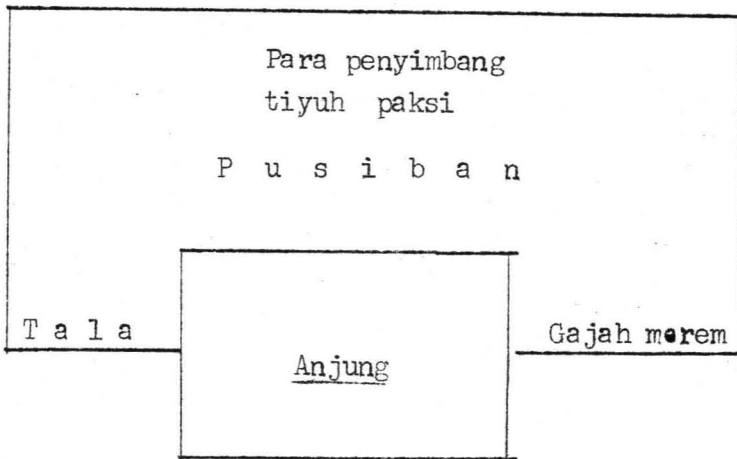 Para penyimbang
tiyuh paksi
P u s i b a n
T a l a
Gajah merem
Anjung